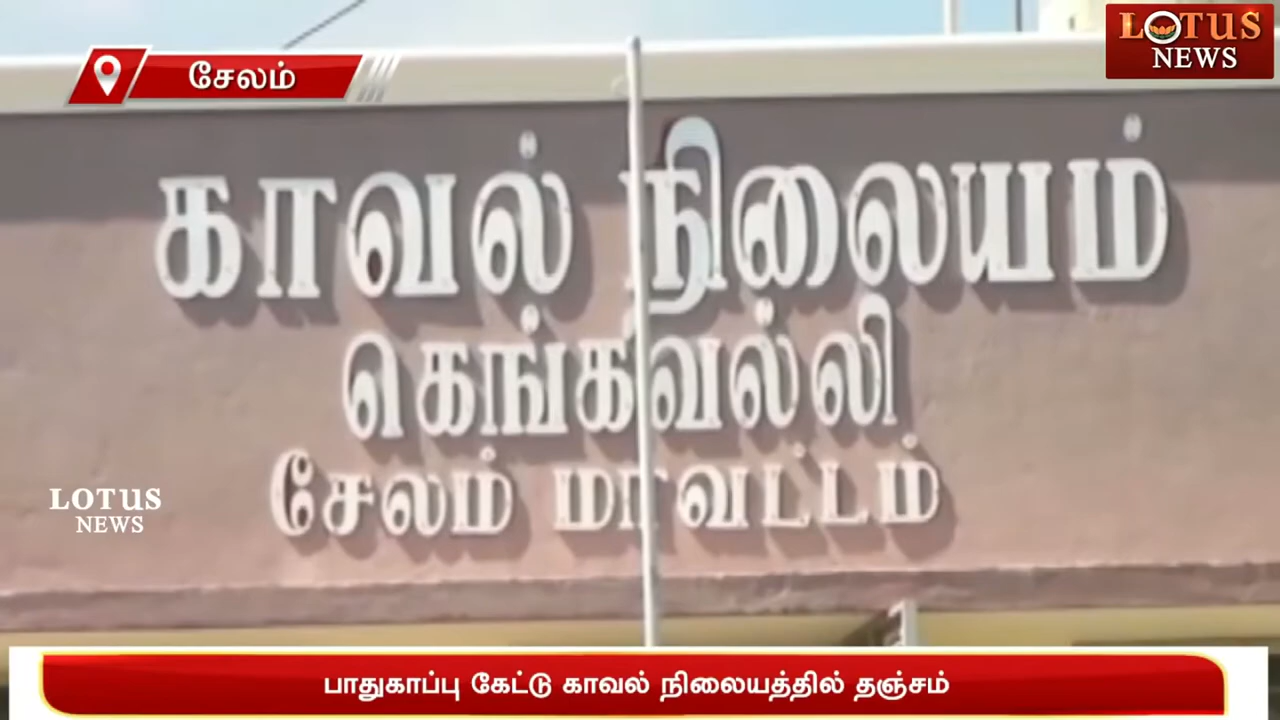 சேலம்
LOTUS
NEWS
காவல் நிலையம்
கெங்கவல்லி
சேலம் மாவட்டம்
LOTUS
NEWS
பாதுகாப்பு கேட்டு காவல் நிலையத்தில் தஞ்சம்